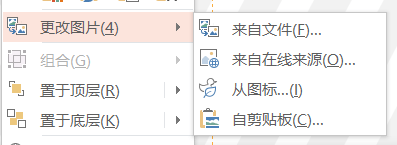 更改图片(4)
组合(G)
置于顶层(R)
置于底层(K)
来自文件(F)...
来自在线来源(O)...
从图标...(I)
自剪贴板(C)...